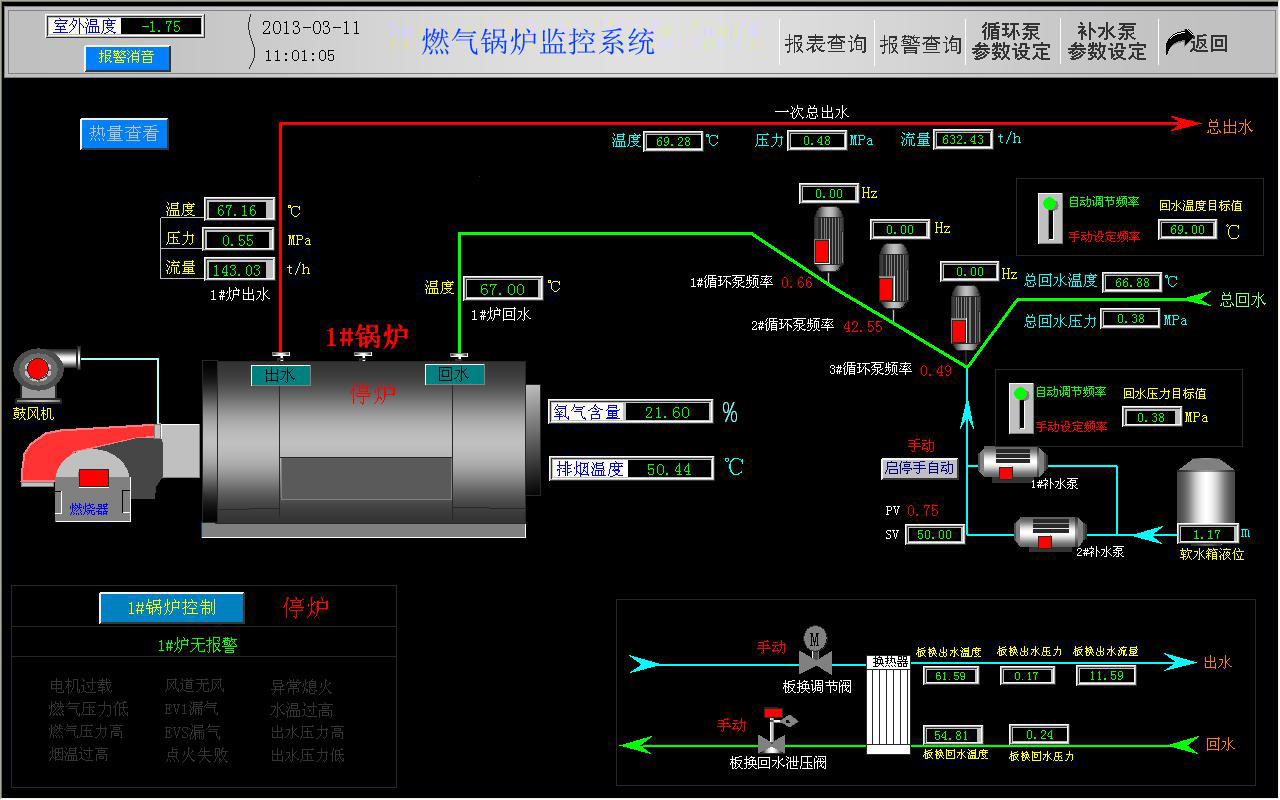 室外温度 -1.75
报警消音
2013-03-11
11:01:05
燃气锅炉监控系统
报表查询
报警查询
循环泵
参数设定
补水泵
参数设定
返回
热量查看
一次总出水
温度 69.28 ℃ 压力 0.48 MPa 流量 632.43 t/h
总出水
温度 67.16 ℃
压力 0.55 MPa
流量 143.03 t/h
1#炉出水
温度 67.00 ℃
1#炉回水
0.00 Hz
0.00 Hz
0.00 Hz
1#循环泵频率 0.66
2#循环泵频率 42.55
3#循环泵频率 0.49
自动调节频率
手动设定频率
回水温度目标值
69.00 ℃
总回水温度 66.88 ℃
总回水压力 0.38 MPa
总回水
自动调节频率
手动设定频率
回水压力目标值
0.38 MPa
1#锅炉
出水
回水
停炉
鼓风机
燃烧器
氧气含量 21.60 %
排烟温度 50.44 ℃
手动
启停手自动
PV 0.75
SV 50.00
1#补水泵
2#补水泵
1.17 m
软水箱液位
1#锅炉控制 停炉
1#炉无报警
电机过载 风道无风 异常熄火
燃气压力低 EV1漏气 水温过高
燃气压力高 EVS漏气 出水压力高
烟温过高 点火失败 出水压力低
手动
M
板换调节阀
换热器
板换出水温度 板换出水压力 板换出水流量
61.59 0.17 11.59
出水
手动
板换回水泄压阀
54.81 0.24
板换回水温度 板换回水压力
回水